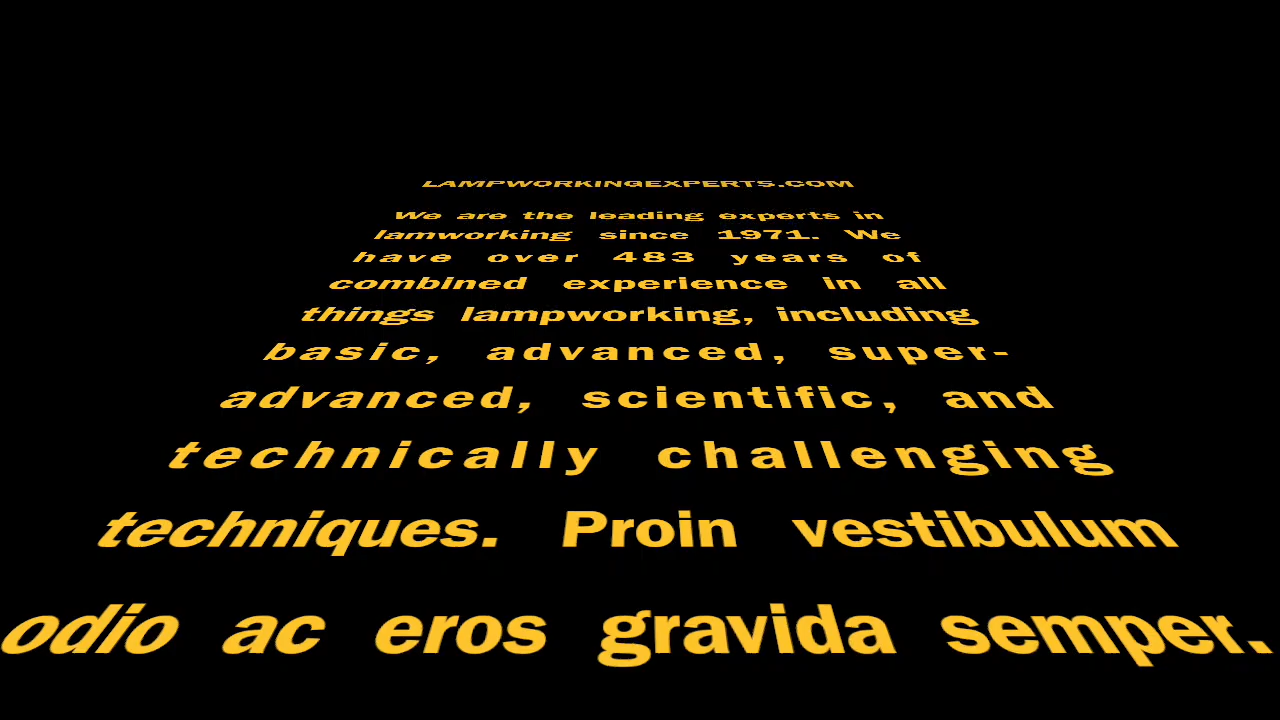 LAMPWORKINGEXPERTS.COM
We are the leading experts in
lamworking since 1971. We
have over 483 years of
combined experience in all
things lampworking, including
basic, advanced, super-
advanced, scientific, and
technically challenging
techniques. Proin vestibulum
odio ac eros gravida semper.